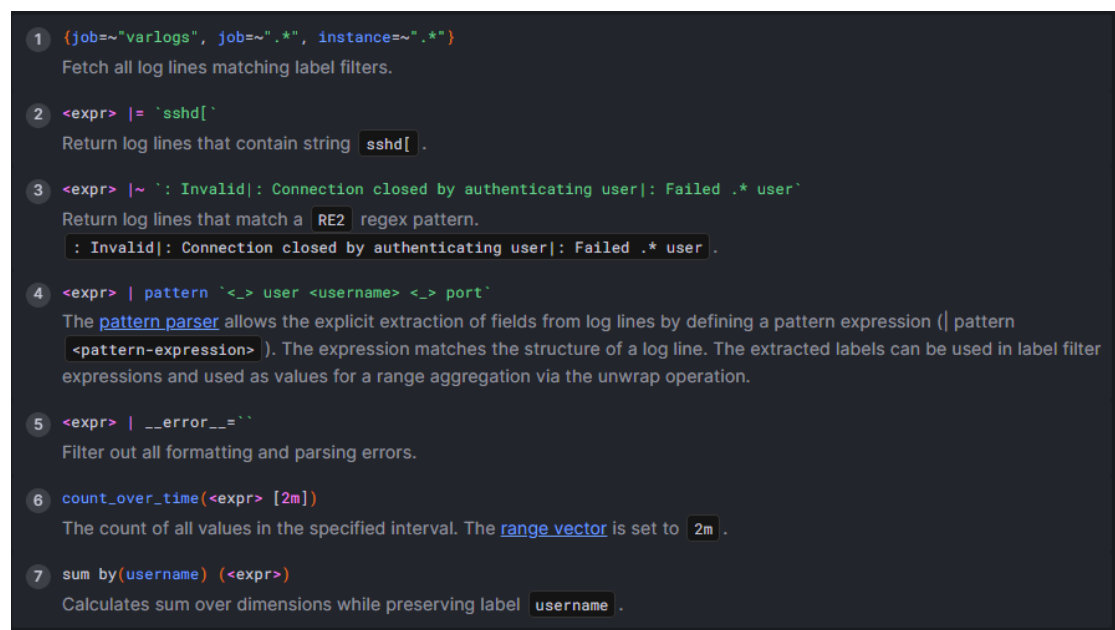 1 {job=~"varlogs", job=~".*", instance=~".*"}
Fetch all log lines matching label filters.
2 <expr> |= `sshd[`
Return log lines that contain string sshd[ .
3 <expr> |~ `: Invalid|: Connection closed by authenticating user|: Failed .* user`
Return log lines that match a RE2 regex pattern.
: Invalid|: Connection closed by authenticating user|: Failed .* user .
4 <expr> | pattern `<_> user <username> <_> port`
The pattern parser allows the explicit extraction of fields from log lines by defining a pattern expression (| pattern
<pattern-expression> ). The expression matches the structure of a log line. The extracted labels can be used in label filter
expressions and used as values for a range aggregation via the unwrap operation.
5 <expr> | __error__=``
Filter out all formatting and parsing errors.
6 count_over_time(<expr> [2m])
The count of all values in the specified interval. The range vector is set to 2m .
7 sum by(username) (<expr>)
Calculates sum over dimensions while preserving label username .